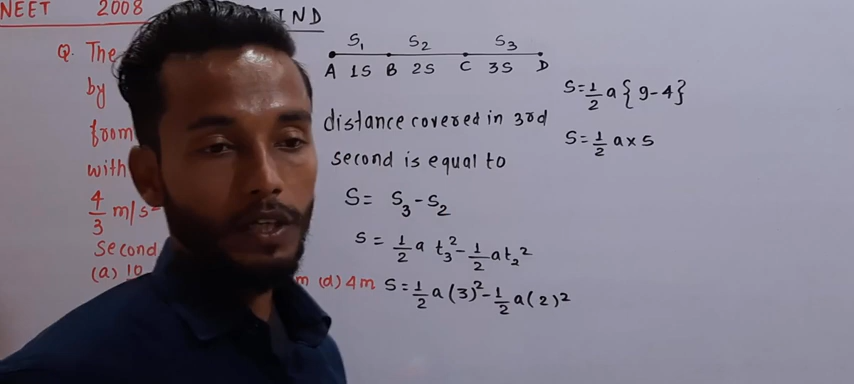 NEET 2008
IND
Q. The
by
from
with
4/3 m/s²
Second
(a) 10
m (d) 4m
S₁ S₂ S₃
A 1S B 2S C 3S D
distance covered in 3rd
second is equal to
S = S₃ - S₂
S = 1/2 a t₃² - 1/2 a t₂²
S = 1/2 a (3)² - 1/2 a (2)²
S = 1/2 a { 9 - 4 }
S = 1/2 a × 5